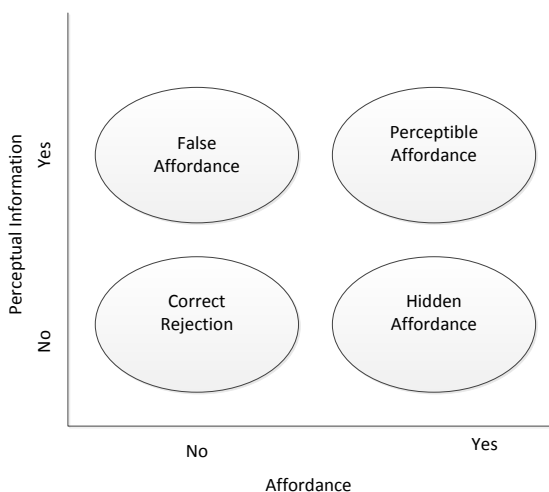 Perceptual Information
Yes
No
False
Affordance
Perceptible
Affordance
Correct
Rejection
Hidden
Affordance
No
Yes
Affordance